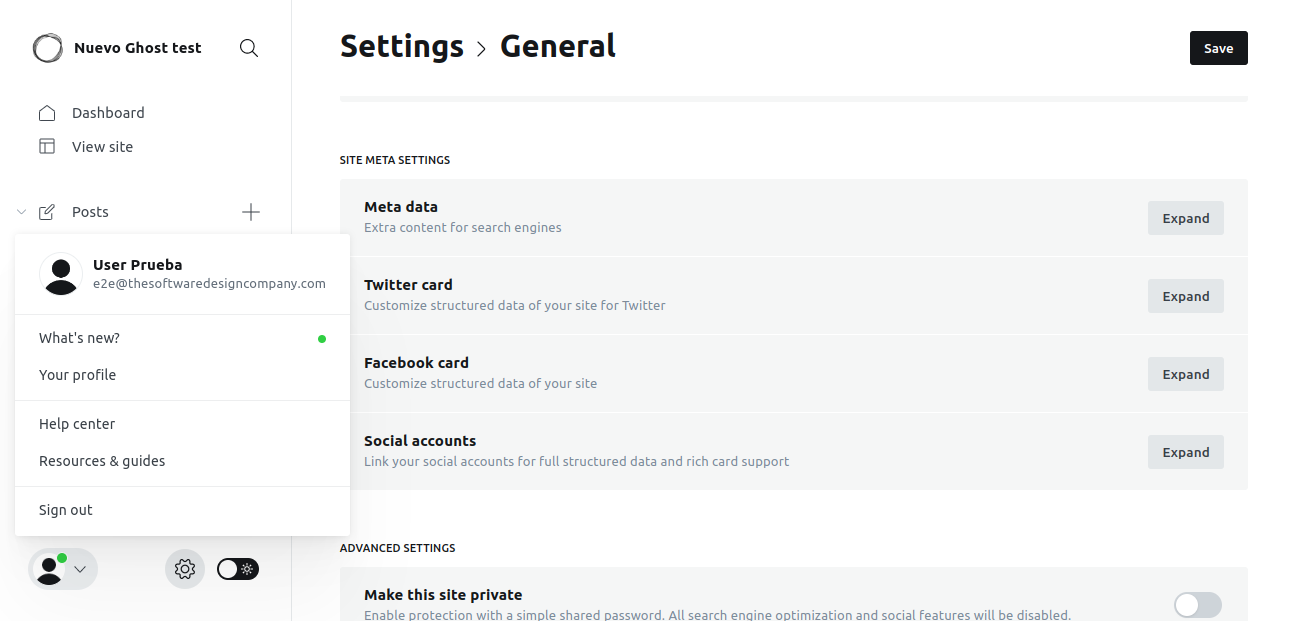 Nuevo Ghost test
Dashboard
View site
Posts
User Prueba
e2e@thesoftwaredesigncompany.com
What's new?
Your profile
Help center
Resources & guides
Sign out
Settings > General
Save
SITE META SETTINGS
Meta data
Extra content for search engines
Expand
Twitter card
Customize structured data of your site for Twitter
Expand
Facebook card
Customize structured data of your site
Expand
Social accounts
Link your social accounts for full structured data and rich card support
Expand
ADVANCED SETTINGS
Make this site private
Enable protection with a simple shared password. All search engine optimization and social features will be disabled.